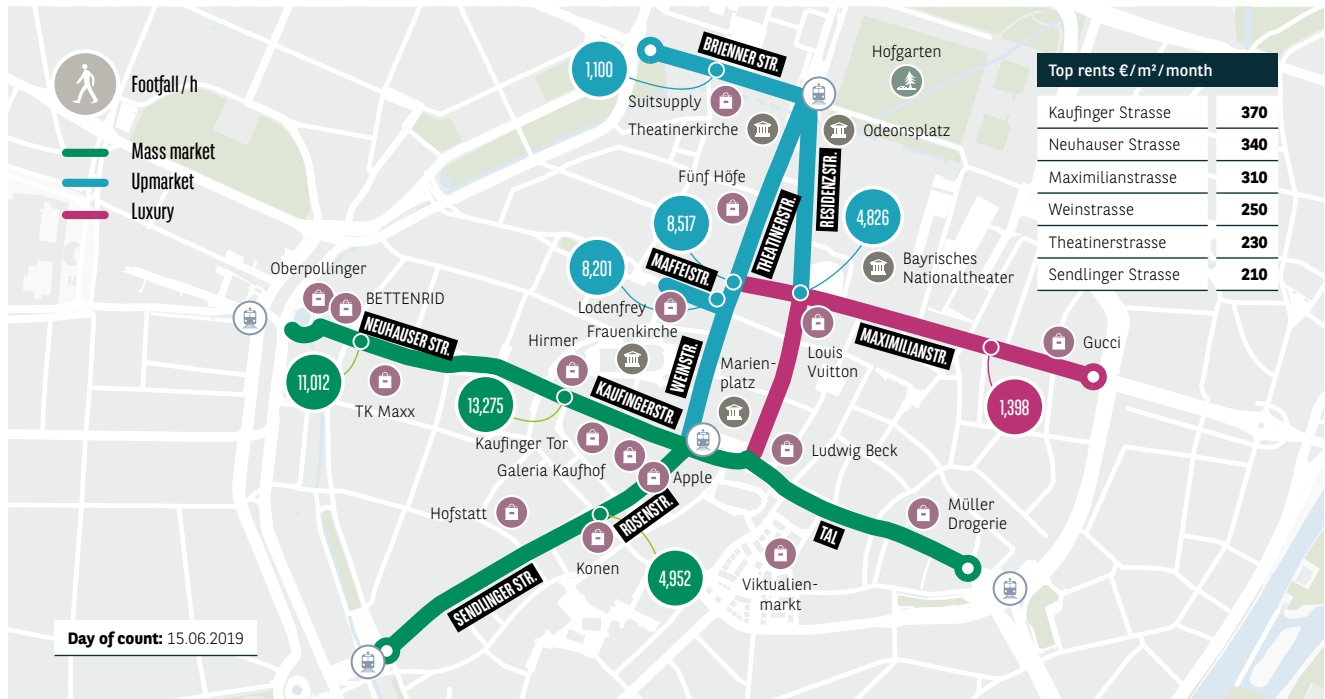 Footfall / h
Mass market
Upmarket
Luxury
BRIENNER STR.
1,100
Suitsupply
Theatinerkirche
Hofgarten
Odeonsplatz
Top rents €/m²/month
Kaufinger Strasse 370
Neuhauser Strasse 340
Maximilianstrasse 310
Weinstrasse 250
Theatinerstrasse 230
Sendlinger Strasse 210
Fünf Höfe
8,517
THEATINERSTR.
RESIDENZSTR.
4,826
Bayrisches
Nationaltheater
8,201
MAFFEISTR.
Lodenfrey
Frauenkirche
Oberpollinger
BETTENRID
NEUHAUSER STR.
11,012
TK Maxx
Hirmer
13,275
KAUFINGERSTR.
WEINSTR.
Marien-
platz
Louis
Vuitton
MAXIMILIANSTR.
Gucci
1,398
Kaufinger Tor
Galeria Kaufhof
Apple
Ludwig Beck
Hofstatt
ROSENSTR.
Konen
4,952
SENDLINGER STR.
Viktualien-
markt
TAL
Müller
Drogerie
Day of count: 15.06.2019